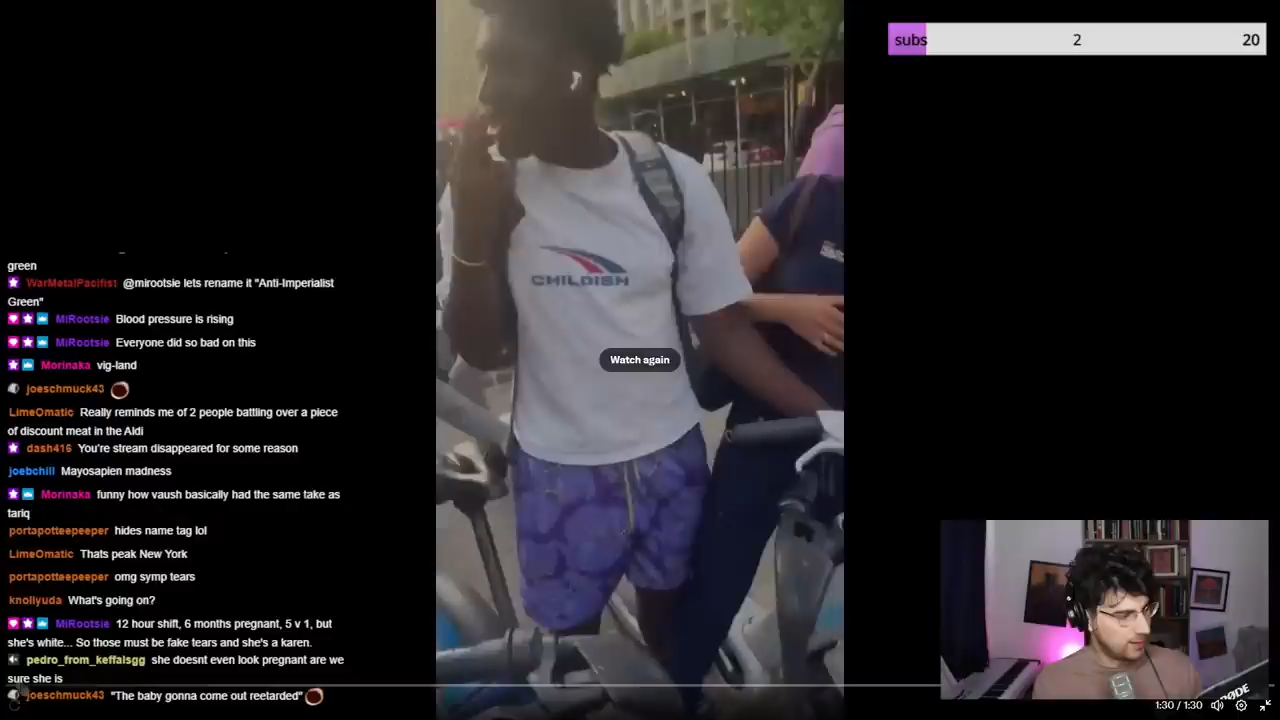 subs 2 20
green
WarMetalPacifist @mirootsie lets rename it "Anti-Imperialist
Green"
MiRootsie Blood pressure is rising
MiRootsie Everyone did so bad on this
Morinaka vig-land
joeschmuck43
LimeOmatic Really reminds me of 2 people battling over a piece
of discount meat in the Aldi
dash416 You're stream disappeared for some reason
joebchill Mayosapien madness
Morinaka funny how vaush basically had the same take as
tariq
portapotteepeeper hides name tag lol
LimeOmatic Thats peak New York
portapotteepeeper omg symp tears
knollyuda What's going on?
MiRootsie 12 hour shift, 6 months pregnant, 5 v 1, but
she's white... So those must be fake tears and she's a karen.
pedro_from_keffalsgg she doesnt even look pregnant are we
sure she is
joeschmuck43 "The baby gonna come out reetarded"
CHILDISH
Watch again
RØDE
1:30 / 1:30